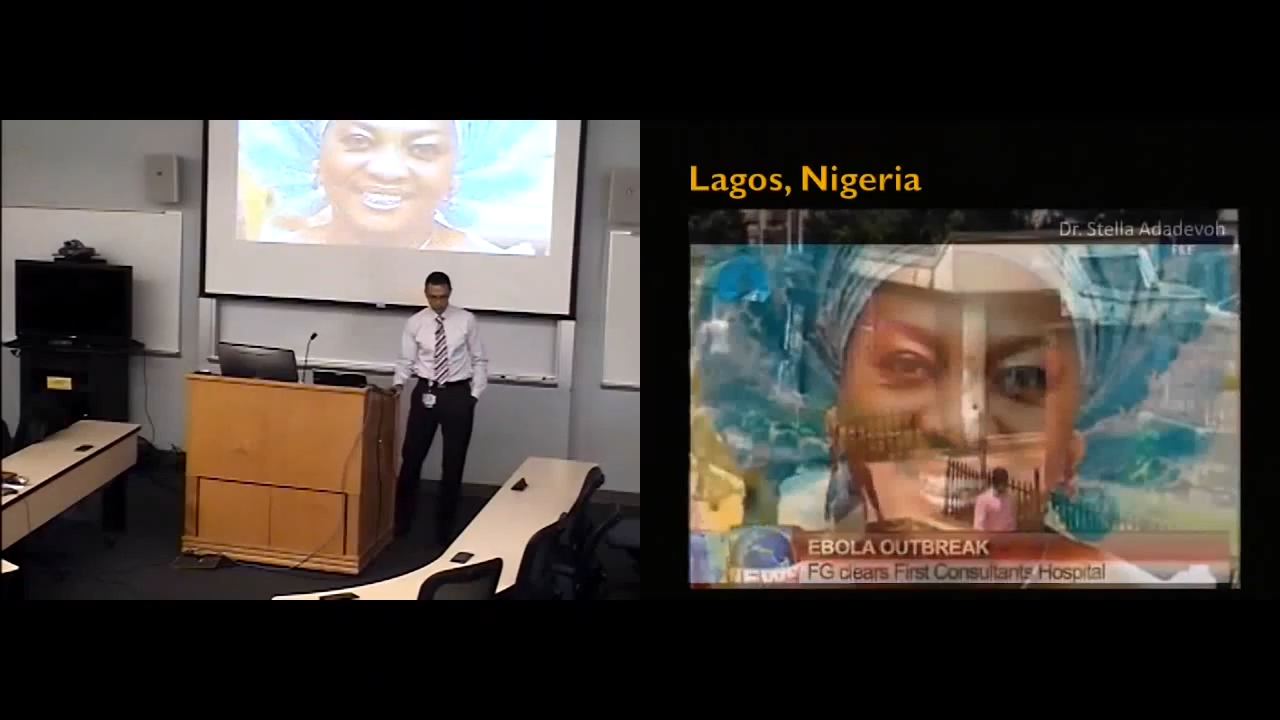 Lagos, Nigeria
Dr. Stella Adadevoh
EBOLA OUTBREAK
FG clears First Consultants Hospital